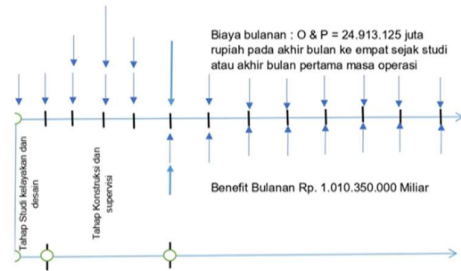 Biaya bulanan : O & P = 24.913.125 juta
rupiah pada akhir bulan ke empat sejak studi
atau akhir bulan pertama masa operasi
Tahap Studi kelayakan dan
desain
Tahap Konstruksi dan
supervisi
Benefit Bulanan Rp. 1.010.350.000 Miliar